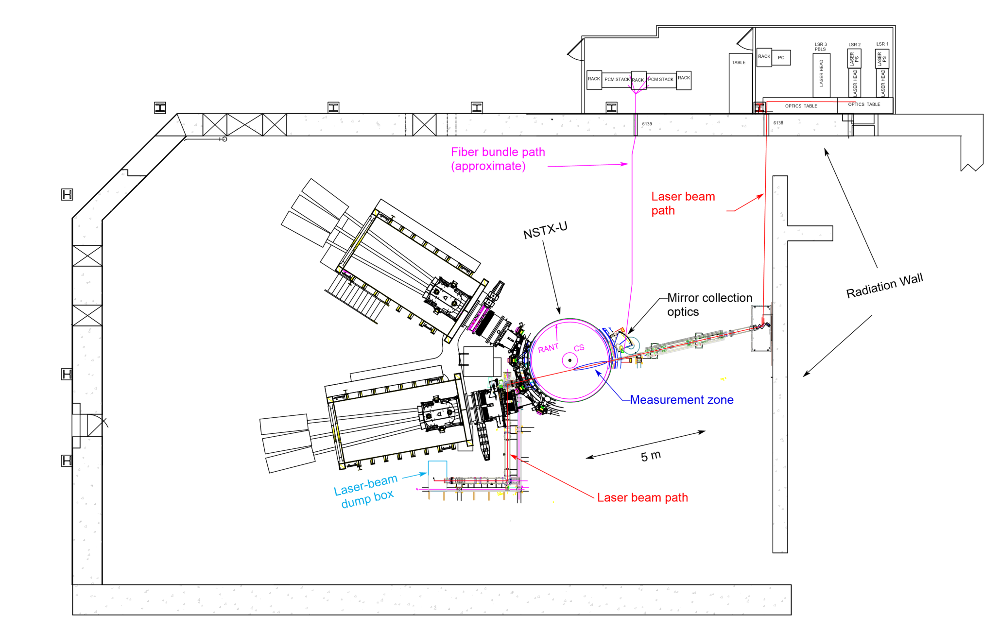 LSR 3
PBLS
LSR 2
LSR 1
LASER
PS
LASER
PS
RACK
PC
TABLE
LASER HEAD
LASER HEAD
LASER HEAD
RACK
PCM STACK
RACK
PCM STACK
RACK
OPTICS TABLE
OPTICS TABLE
6139
6138
Fiber bundle path
(approximate)
Laser beam
path
NSTX-U
Radiation Wall
Mirror collection
optics
RANT
CS
Measurement zone
5 m
Laser-beam
dump box
Laser beam path